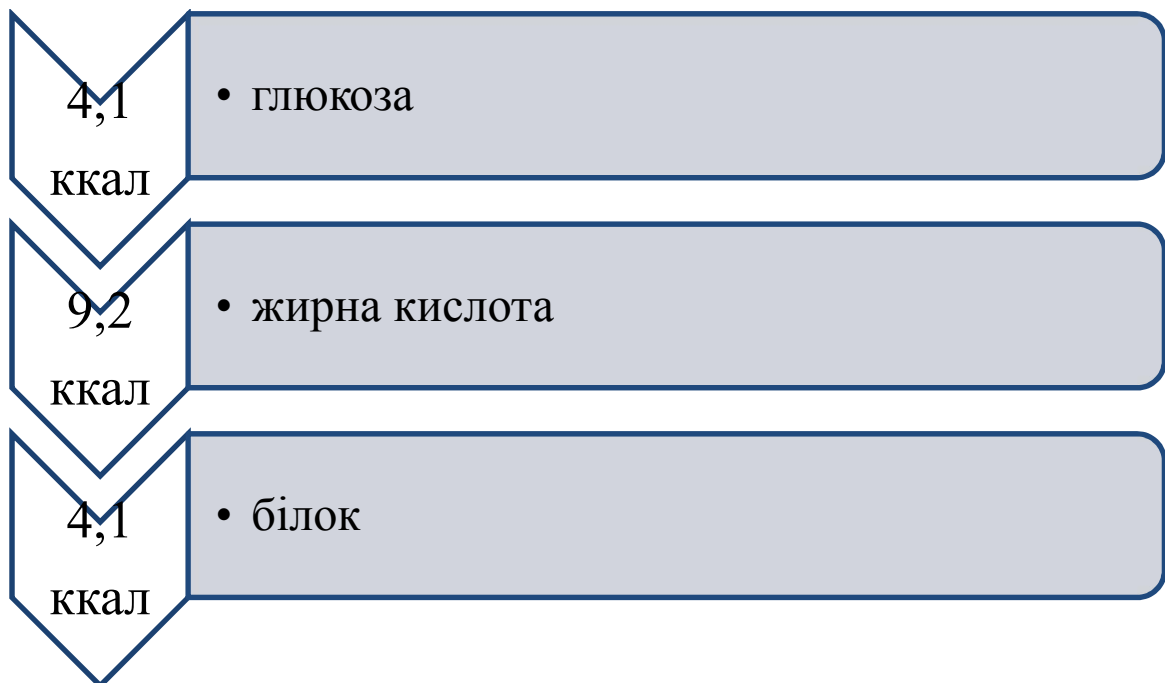 4,1
ккал
• глюкоза
9,2
ккал
• жирна кислота
4,1
ккал
• білок